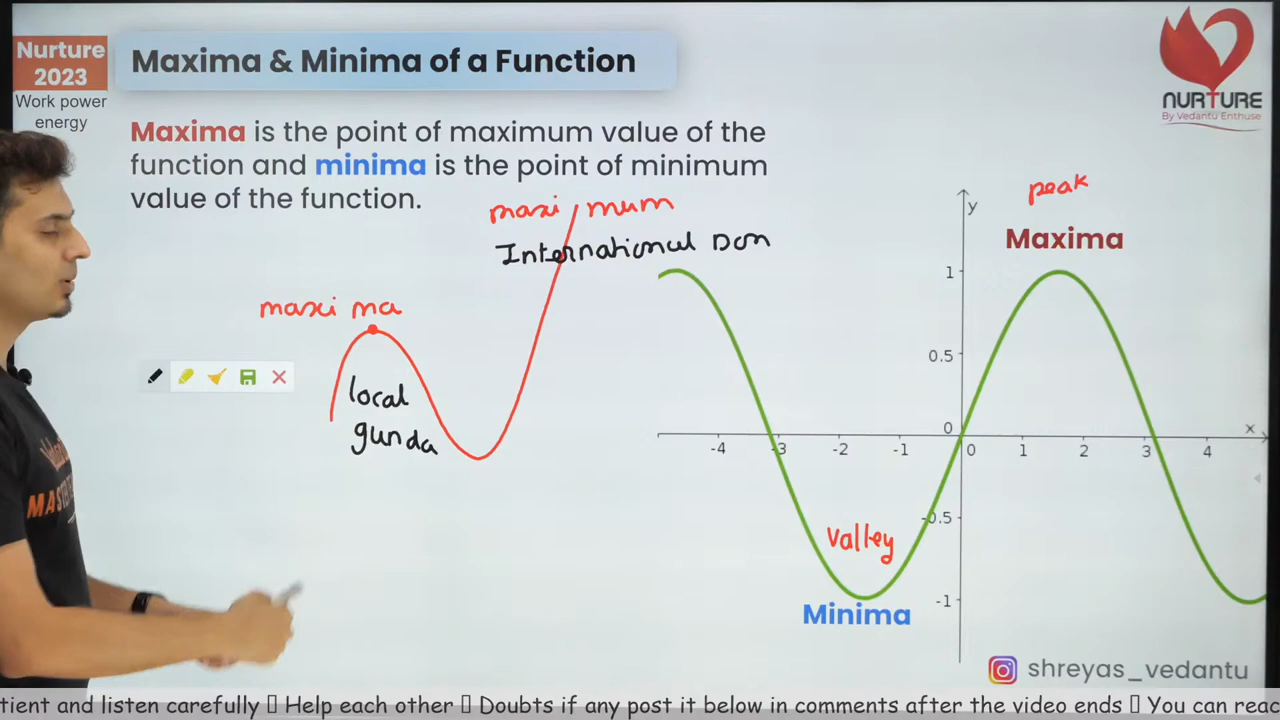 Nurture
2023
Work power
energy
Maxima & Minima of a Function
NURTURE
By Vedantu Enthuse
Maxima is the point of maximum value of the
function and minima is the point of minimum
value of the function.
maxi mum
International Don
maxi ma
local
gunda
peak
Maxima
y
1
0.5
0
x
-4 -3 -2 -1 0 1 2 3 4
-0.5
-1
valley
Minima
shreyas_vedantu
tient and listen carefully Help each other Doubts if any post it below in comments after the video ends You can reac